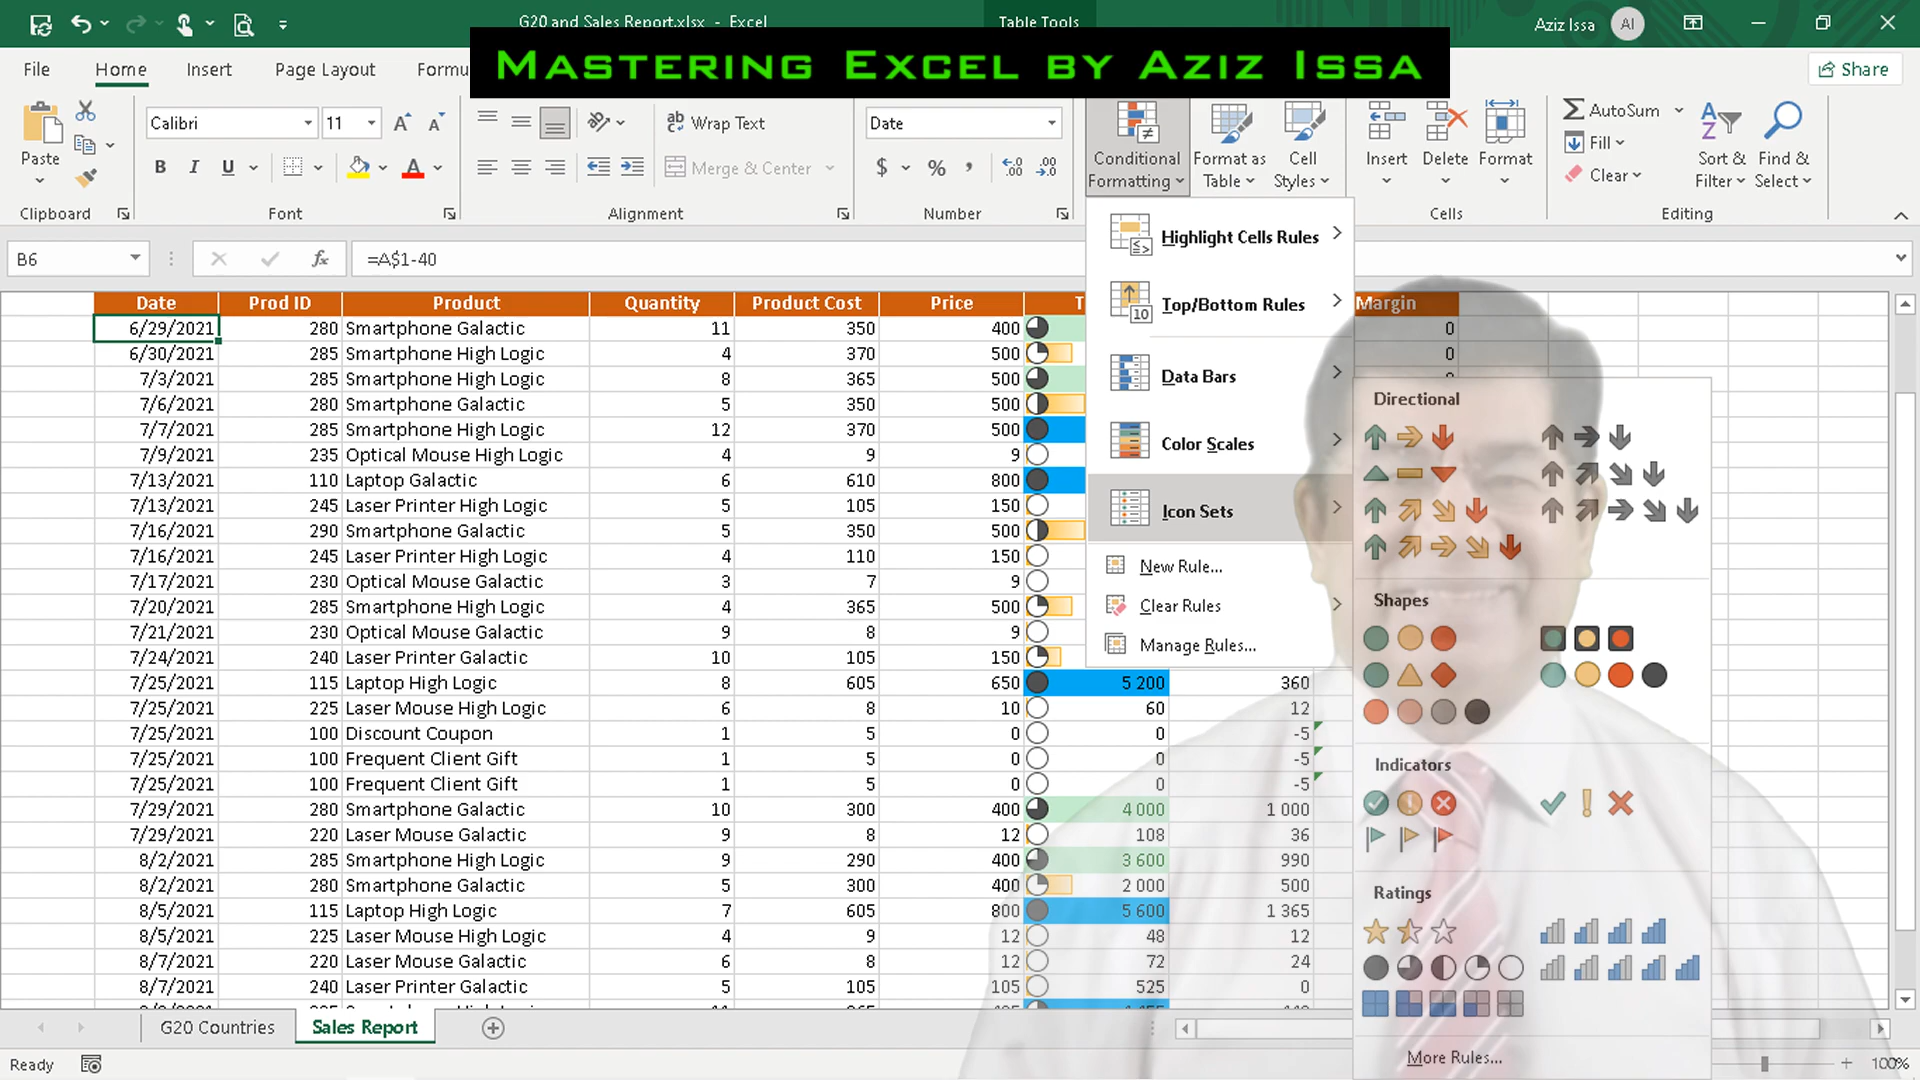 G20 and Sales Report.xlsx - Excel
Table Tools
Aziz Issa
AI
MASTERING EXCEL BY AZIZ ISSA
File
Home
Insert
Page Layout
Formu
Share
Paste
Calibri
11
B I U
Wrap Text
Merge & Center
Date
$ % ,
Conditional Formatting
Format as Table
Cell Styles
Insert
Delete
Format
AutoSum
Fill
Clear
Sort & Filter
Find & Select
Clipboard
Font
Alignment
Number
Cells
Editing
B6
fx
=A$1-40
Date Prod ID Product Quantity Product Cost Price T Margin
6/29/2021 280 Smartphone Galactic 11 350 400 0
6/30/2021 285 Smartphone High Logic 4 370 500 0
7/3/2021 285 Smartphone High Logic 8 365 500
7/6/2021 280 Smartphone Galactic 5 350 500
7/7/2021 285 Smartphone High Logic 12 370 500
7/9/2021 235 Optical Mouse High Logic 4 9 9
7/13/2021 110 Laptop Galactic 6 610 800
7/13/2021 245 Laser Printer High Logic 5 105 150
7/16/2021 290 Smartphone Galactic 5 350 500
7/16/2021 245 Laser Printer High Logic 4 110 150
7/17/2021 230 Optical Mouse Galactic 3 7 9
7/20/2021 285 Smartphone High Logic 4 365 500
7/21/2021 230 Optical Mouse Galactic 9 8 9
7/24/2021 240 Laser Printer Galactic 10 105 150
7/25/2021 115 Laptop High Logic 8 605 650 5 200 360
7/25/2021 225 Laser Mouse High Logic 6 8 10 60 12
7/25/2021 100 Discount Coupon 1 5 0 0 -5
7/25/2021 100 Frequent Client Gift 1 5 0 0 -5
7/25/2021 100 Frequent Client Gift 1 5 0 0 -5
7/29/2021 280 Smartphone Galactic 10 300 400 4 000 1 000
7/29/2021 220 Laser Mouse Galactic 9 8 12 108 36
8/2/2021 285 Smartphone High Logic 9 290 400 3 600 990
8/2/2021 280 Smartphone Galactic 5 300 400 2 000 500
8/5/2021 115 Laptop High Logic 7 605 800 5 600 1 365
8/5/2021 225 Laser Mouse High Logic 4 9 12 48 12
8/7/2021 220 Laser Mouse Galactic 6 8 12 72 24
8/7/2021 240 Laser Printer Galactic 5 105 105 525 0
Highlight Cells Rules
Top/Bottom Rules
Data Bars
Color Scales
Icon Sets
New Rule...
Clear Rules
Manage Rules...
Directional
Shapes
Indicators
Ratings
More Rules...
G20 Countries
Sales Report
Ready
100%